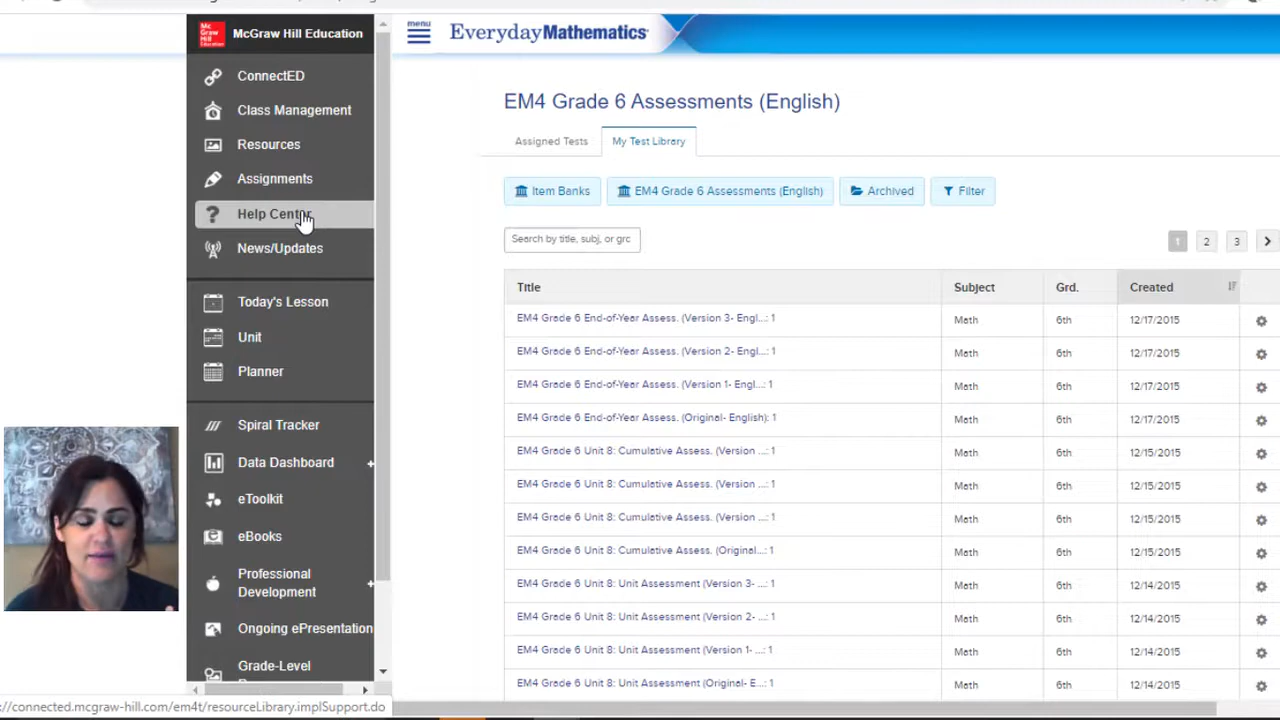 Mc
Graw
Hill
Education
McGraw Hill Education
ConnectED
Class Management
Resources
Assignments
Help Center
News/Updates
Today's Lesson
Unit
Planner
Spiral Tracker
Data Dashboard +
eToolkit
eBooks
Professional
Development +
Ongoing ePresentation
Grade-Level
://connected.mcgraw-hill.com/em4t/resourceLibrary.implSupport.do
menu
EverydayMathematics
EM4 Grade 6 Assessments (English)
Assigned Tests My Test Library
Item Banks EM4 Grade 6 Assessments (English) Archived Filter
Search by title, subj, or grc
1 2 3
Title Subject Grd. Created
EM4 Grade 6 End-of-Year Assess. (Version 3- Engl...: 1 Math 6th 12/17/2015
EM4 Grade 6 End-of-Year Assess. (Version 2- Engl...: 1 Math 6th 12/17/2015
EM4 Grade 6 End-of-Year Assess. (Version 1- Engl...: 1 Math 6th 12/17/2015
EM4 Grade 6 End-of-Year Assess. (Original- English): 1 Math 6th 12/17/2015
EM4 Grade 6 Unit 8: Cumulative Assess. (Version ...: 1 Math 6th 12/15/2015
EM4 Grade 6 Unit 8: Cumulative Assess. (Version ...: 1 Math 6th 12/15/2015
EM4 Grade 6 Unit 8: Cumulative Assess. (Version ...: 1 Math 6th 12/15/2015
EM4 Grade 6 Unit 8: Cumulative Assess. (Original...: 1 Math 6th 12/15/2015
EM4 Grade 6 Unit 8: Unit Assessment (Version 3- ...: 1 Math 6th 12/14/2015
EM4 Grade 6 Unit 8: Unit Assessment (Version 2- ...: 1 Math 6th 12/14/2015
EM4 Grade 6 Unit 8: Unit Assessment (Version 1- ...: 1 Math 6th 12/14/2015
EM4 Grade 6 Unit 8: Unit Assessment (Original- E...: 1 Math 6th 12/14/2015